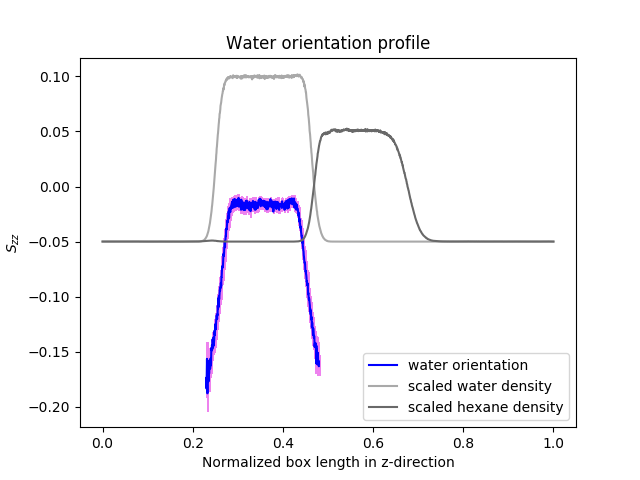 Water orientation profile
0.10
0.05
0.00
−0.05
−0.10
−0.15
−0.20
S_zz
water orientation
scaled water density
scaled hexane density
0.0 0.2 0.4 0.6 0.8 1.0
Normalized box length in z-direction